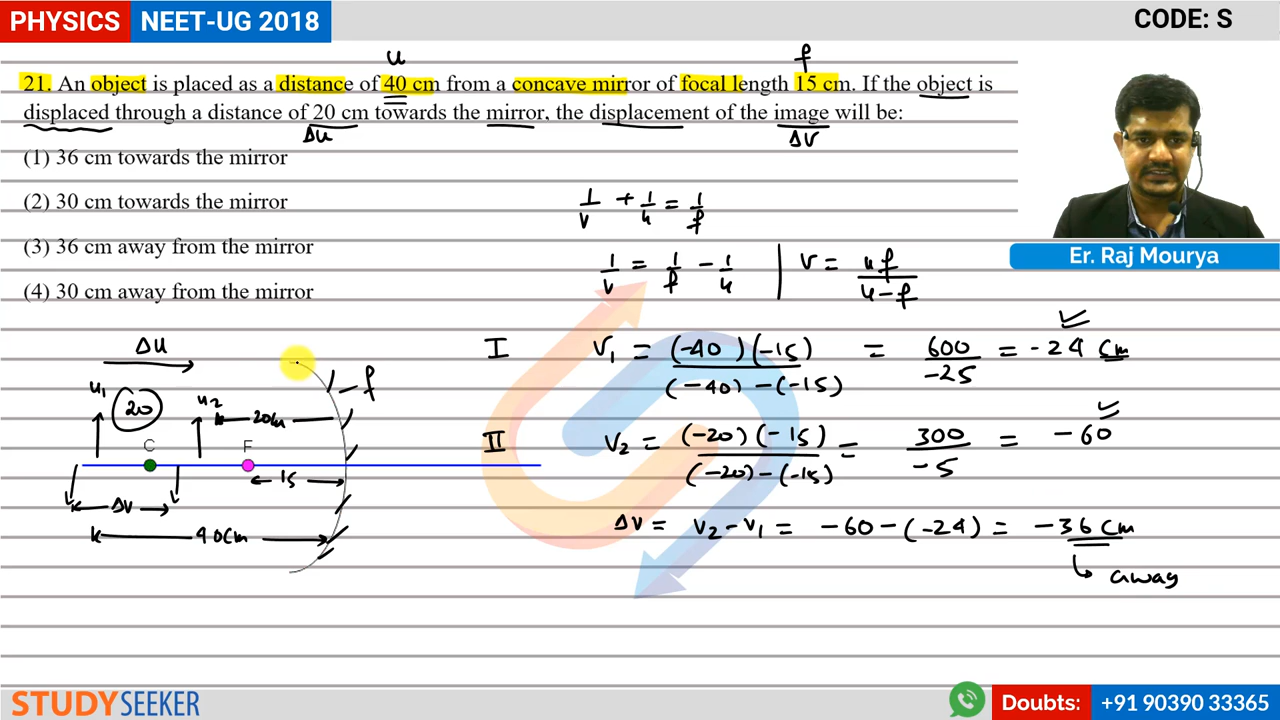 PHYSICS NEET-UG 2018 CODE: S
u f
21. An object is placed as a distance of 40 cm from a concave mirror of focal length 15 cm. If the object is
displaced through a distance of 20 cm towards the mirror, the displacement of the image will be:
Δu Δv
(1) 36 cm towards the mirror
(2) 30 cm towards the mirror
(3) 36 cm away from the mirror
(4) 30 cm away from the mirror
1/v + 1/u = 1/f
1/v = 1/f - 1/u | v = uf/u-f
Er. Raj Mourya
I v₁ = (-40)(-15)/(-40)-(-15) = 600/-25 = -24 cm
II v₂ = (-20)(-15)/(-20)-(-15) = 300/-5 = -60
Δv = v₂-v₁ = -60-(-24) = -36 cm
away
Δu
u₁ 20 u₂ 20cm f
C F
15
Δv
40cm
STUDYSEEKER Doubts: +91 90390 33365